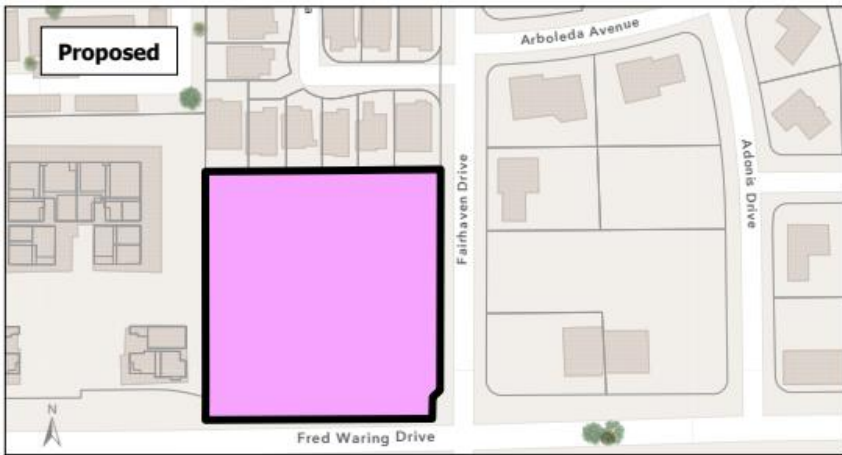 Proposed
Arboleda Avenue
Fairhaven Drive
Adonis Drive
N
Fred Waring Drive